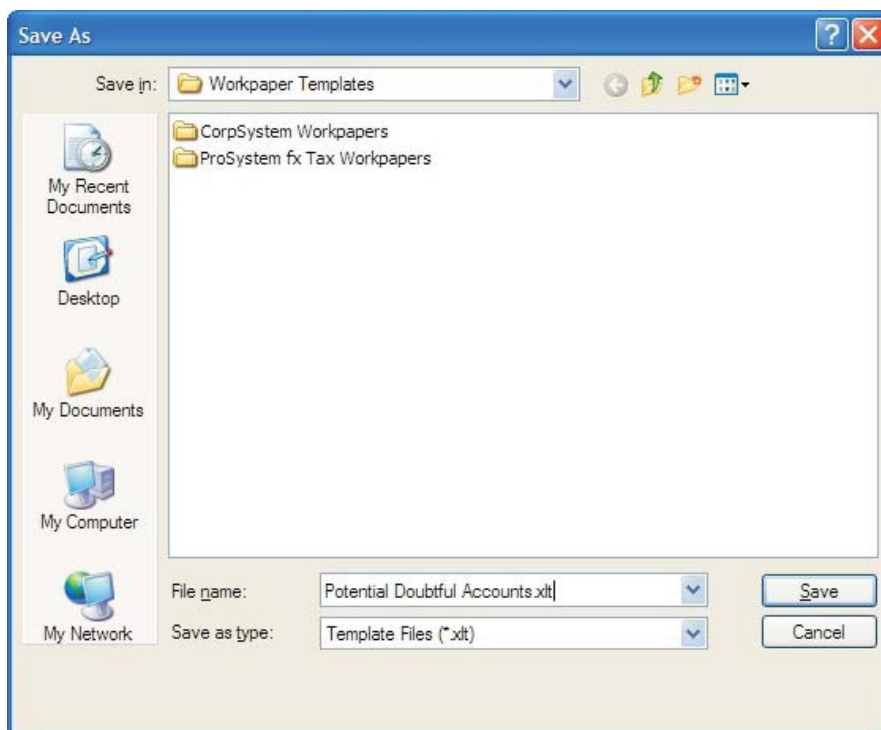 Save As
Save in:
Workpaper Templates
CorpSystem Workpapers
ProSystem fx Tax Workpapers
My Recent
Documents
Desktop
My Documents
My Computer
My Network
File name:
Potential Doubtful Accounts.xlt
Save
Save as type:
Template Files (*.xlt)
Cancel